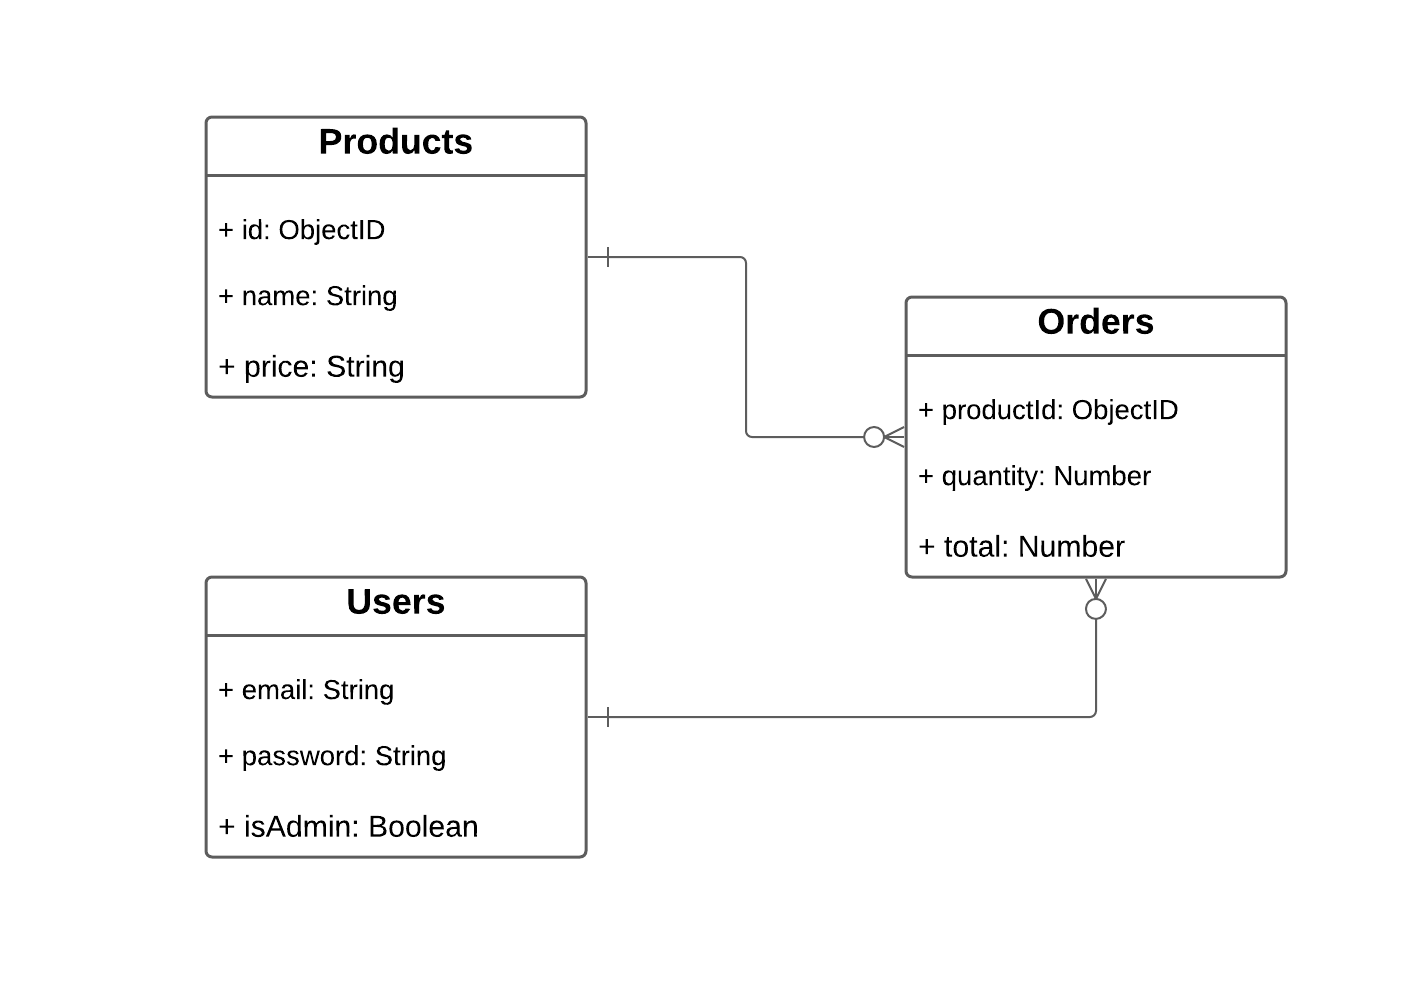 Products
+ id: ObjectID
+ name: String
+ price: String
Orders
+ productId: ObjectID
+ quantity: Number
+ total: Number
Users
+ email: String
+ password: String
+ isAdmin: Boolean